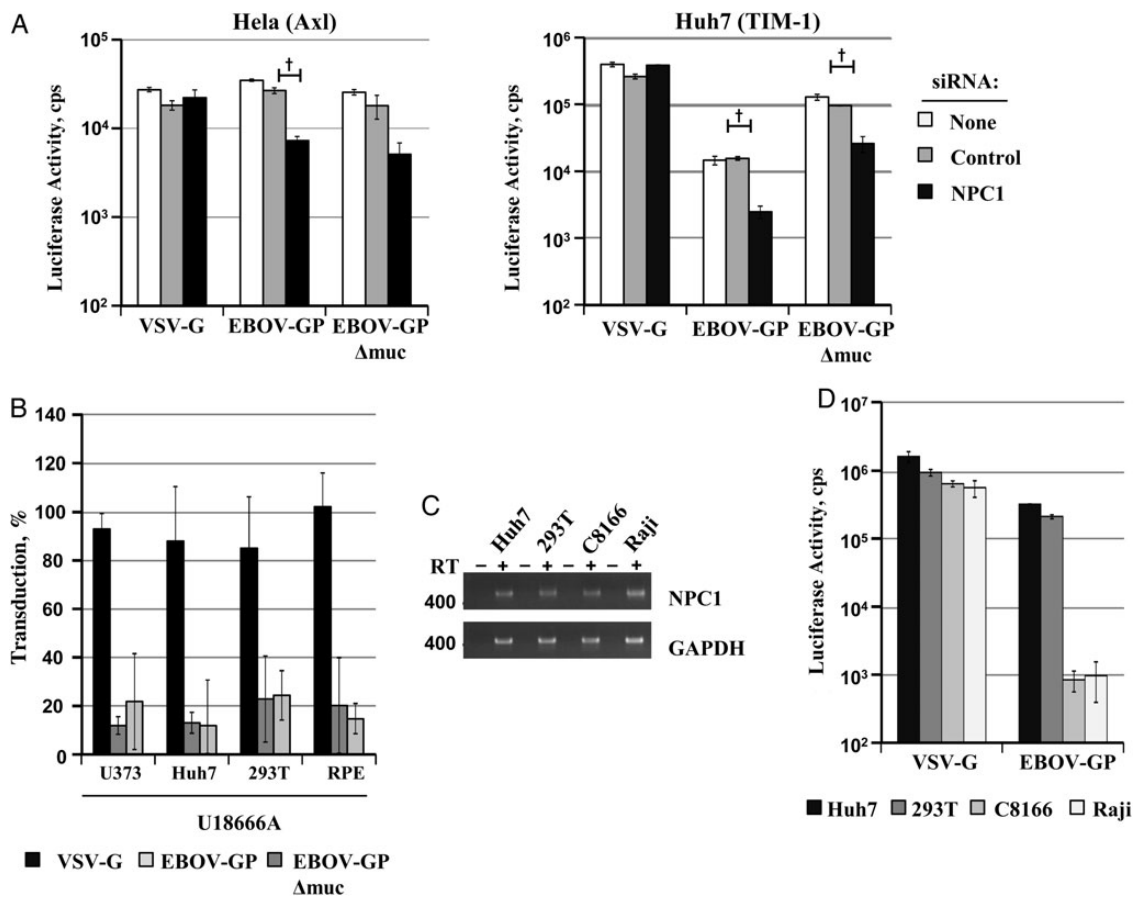 A
Hela (Axl)
Luciferase Activity, cps
10⁵
10⁴
10³
10²
†
VSV-G
EBOV-GP
EBOV-GP
Δmuc
Huh7 (TIM-1)
Luciferase Activity, cps
10⁶
10⁵
10⁴
10³
10²
†
†
VSV-G
EBOV-GP
EBOV-GP
Δmuc
siRNA:
None
Control
NPC1
B
Transduction, %
140
120
100
80
60
40
20
0
U373
Huh7
293T
RPE
U18666A
VSV-G
EBOV-GP
EBOV-GP
Δmuc
C
Huh7
293T
C8166
Raji
RT
− + − + − + − +
400
NPC1
400
GAPDH
D
Luciferase Activity, cps
10⁷
10⁶
10⁵
10⁴
10³
10²
VSV-G
EBOV-GP
Huh7
293T
C8166
Raji